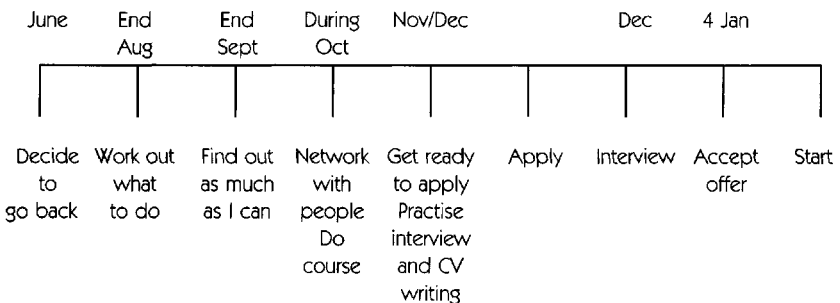 June End End During Nov/Dec Dec 4 Jan
Aug Sept Oct
Decide Work out Find out Network Get ready Apply Interview Accept Start
to what as much with to apply offer
go back to do as I can people Practise
Do interview
course and CV
writing